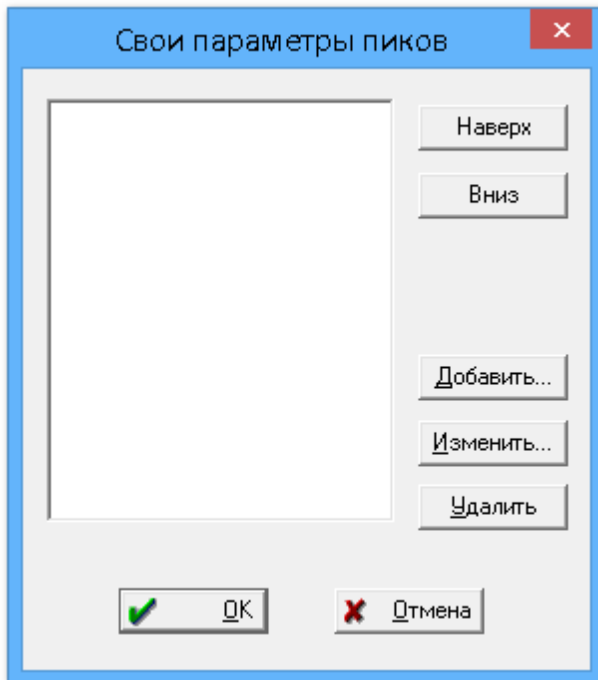 Свои параметры пиков
Наверх
Вниз
Добавить...
Изменить...
Удалить
OK
Отмена